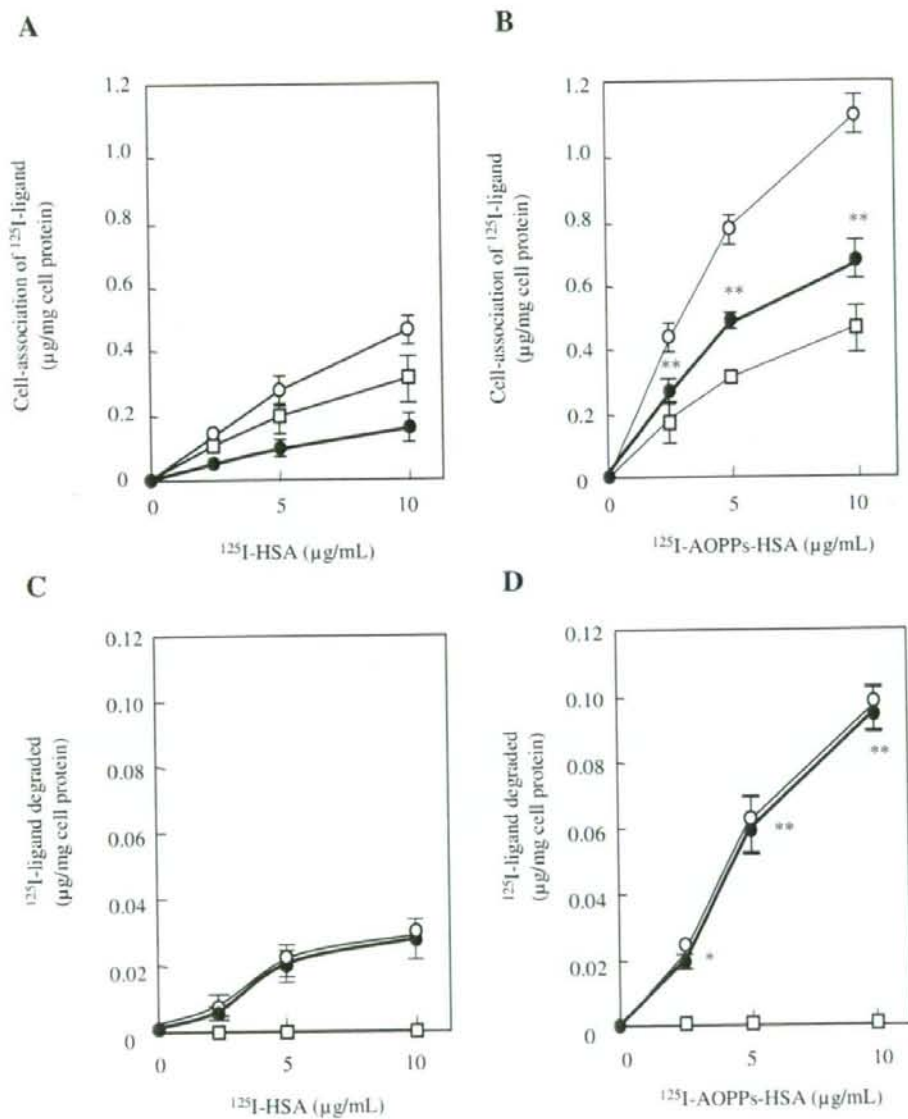 A
Cell-association of ¹²⁵I-ligand
(µg/mg cell protein)
1.2
1.0
0.8
0.6
0.4
0.2
0
0
5
10
¹²⁵I-HSA (µg/mL)
B
Cell-association of ¹²⁵I-ligand
(µg/mg cell protein)
1.2
1.0
0.8
0.6
0.4
0.2
0
**
**
**
0
5
10
¹²⁵I-AOPPs-HSA (µg/mL)
C
¹²⁵I-ligand degraded
(µg/mg cell protein)
0.12
0.10
0.08
0.06
0.04
0.02
0
0
5
10
¹²⁵I-HSA (µg/mL)
D
¹²⁵I-ligand degraded
(µg/mg cell protein)
0.12
0.10
0.08
0.06
0.04
0.02
0
**
**
*
0
5
10
¹²⁵I-AOPPs-HSA (µg/mL)